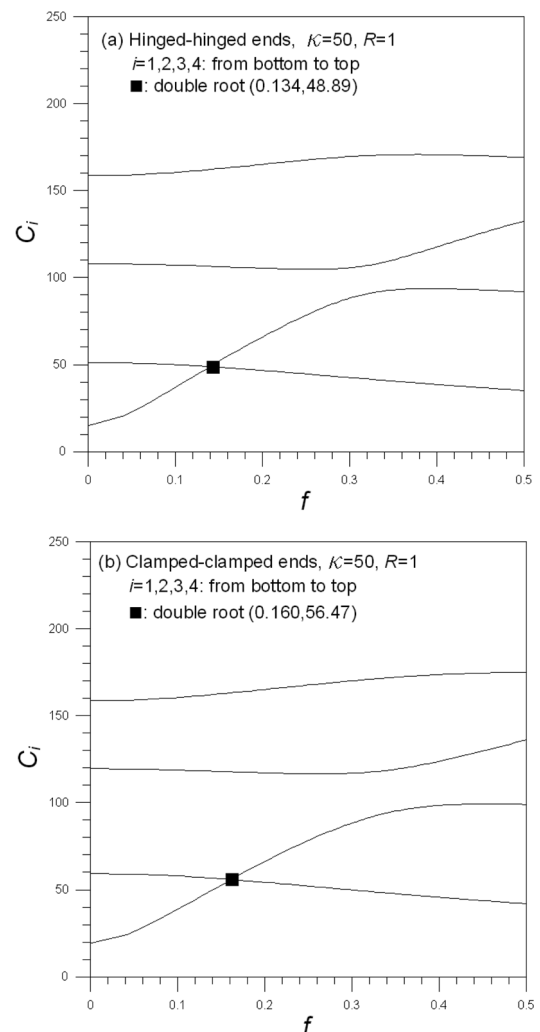 250
(a) Hinged-hinged ends, K=50, R=1
i=1,2,3,4: from bottom to top
■: double root (0.134,48.89)
200
150
Ci
100
50
0
0 0.1 0.2 0.3 0.4 0.5
f
250
(b) Clamped-clamped ends, K=50, R=1
i=1,2,3,4: from bottom to top
■: double root (0.160,56.47)
200
150
Ci
100
50
0
0 0.1 0.2 0.3 0.4 0.5
f